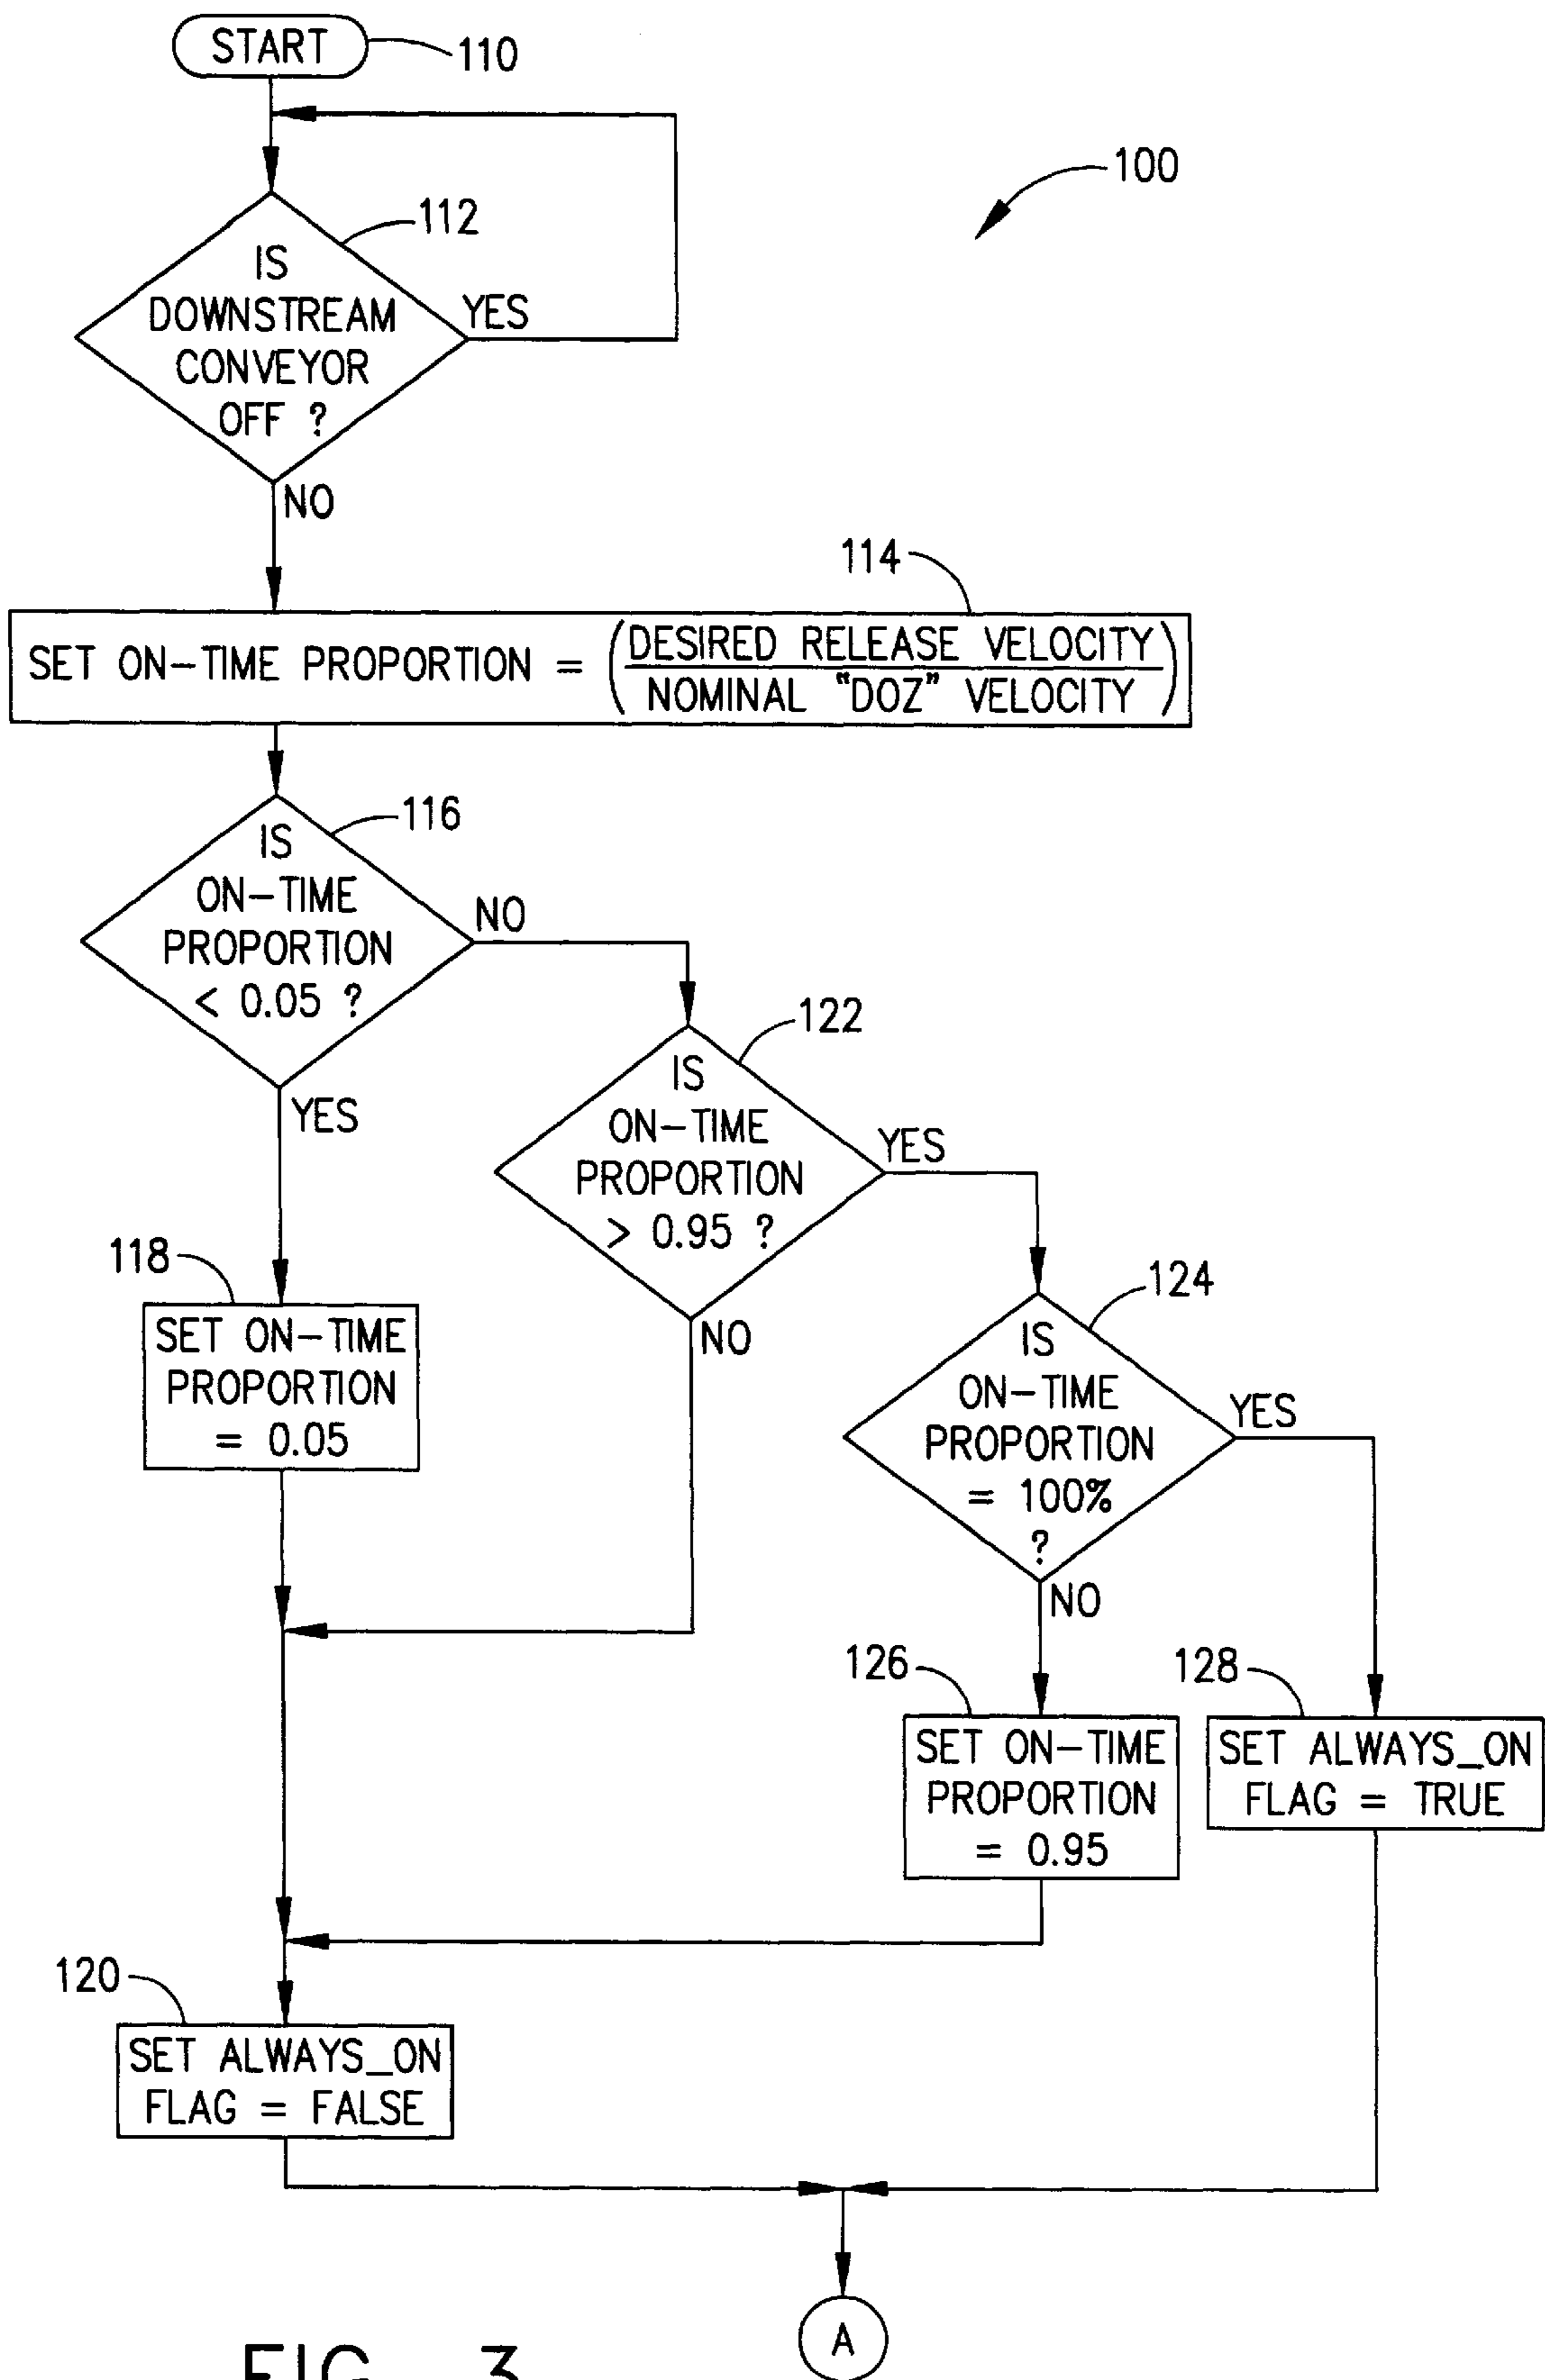 START
110
100
112
IS
DOWNSTREAM
CONVEYOR
OFF ?
YES
NO
114
SET ON-TIME PROPORTION = (DESIRED RELEASE VELOCITY
NOMINAL "DOZ" VELOCITY)
116
IS
ON-TIME
PROPORTION
< 0.05 ?
NO
YES
122
IS
ON-TIME
PROPORTION
> 0.95 ?
YES
NO
118
SET ON-TIME
PROPORTION
= 0.05
124
IS
ON-TIME
PROPORTION
= 100%
?
YES
NO
126
SET ON-TIME
PROPORTION
= 0.95
128
SET ALWAYS_ON
FLAG = TRUE
120
SET ALWAYS_ON
FLAG = FALSE
A
FIG. 3